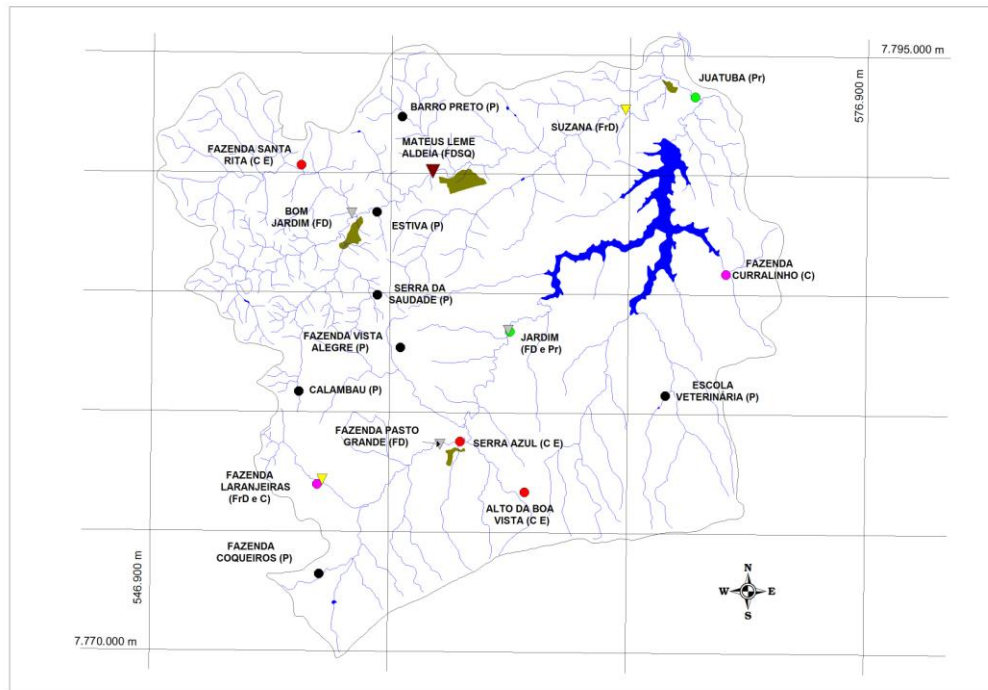 7.795.000 m
576.900 m
JUATUBA (Pr)
BARRO PRETO (P)
SUZANA (FrD)
MATEUS LEME
ALDEIA (FDSQ)
FAZENDA SANTA
RITA (C E)
BOM
JARDIM (FD)
ESTIVA (P)
FAZENDA
CURRALINHO (C)
SERRA DA
SAUDADE (P)
FAZENDA VISTA
ALEGRE (P)
JARDIM
(FD e Pr)
CALAMBAU (P)
ESCOLA
VETERINÁRIA (P)
FAZENDA PASTO
GRANDE (FD)
SERRA AZUL (C E)
FAZENDA
LARANJEIRAS
(FrD e C)
ALTO DA BOA
VISTA (C E)
FAZENDA
COQUEIROS (P)
546.900 m
N
W E
S
7.770.000 m